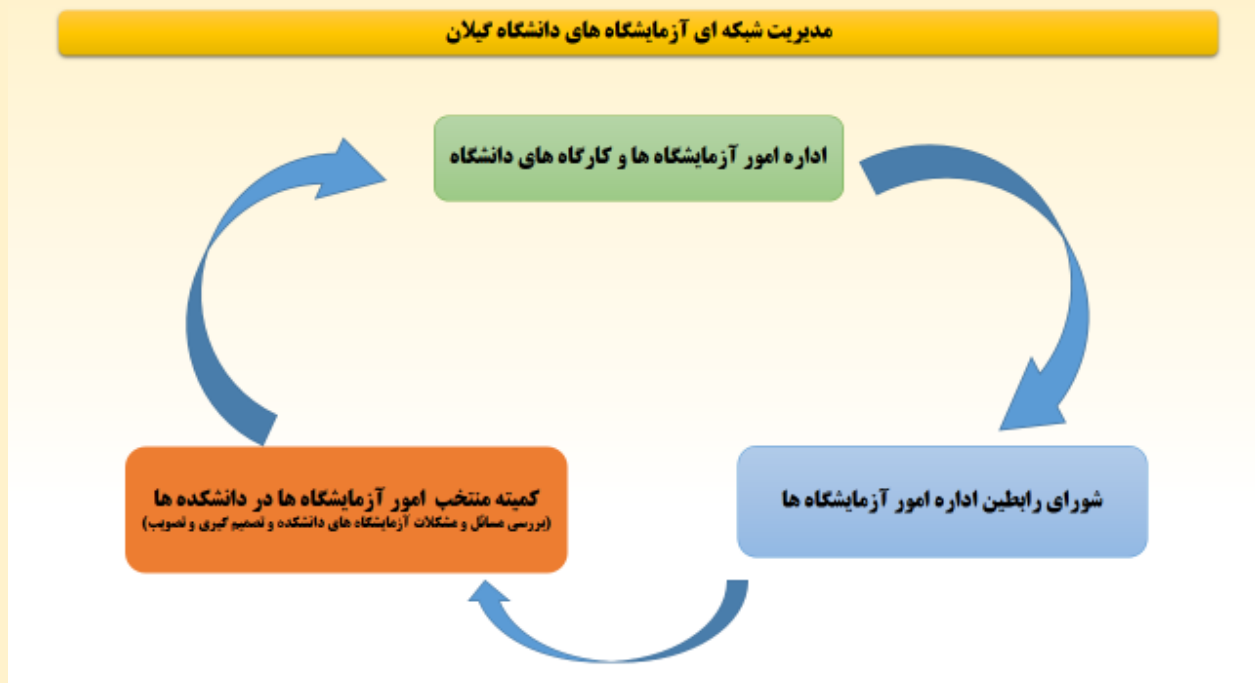 مدیریت شبکه ای آزمایشگاه های دانشگاه گیلان
اداره امور آزمایشگاه ها و کارگاه های دانشگاه
شورای رابطین اداره امور آزمایشگاه ها
کمیته منتخب امور آزمایشگاه ها در دانشکده ها
(بررسی مسائل و مشکلات آزمایشگاه های دانشکده و تصمیم گیری و تصویب)